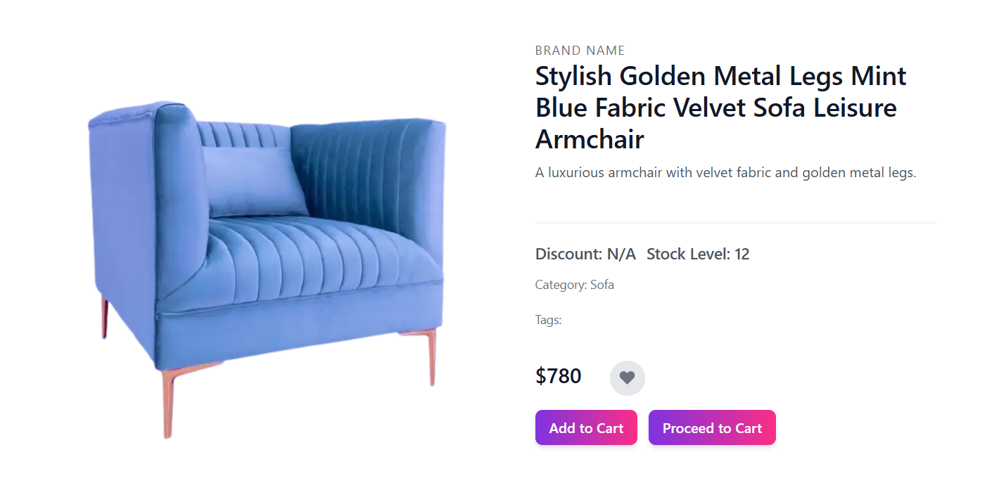 BRAND NAME
Stylish Golden Metal Legs Mint
Blue Fabric Velvet Sofa Leisure
Armchair
A luxurious armchair with velvet fabric and golden metal legs.
Discount: N/A Stock Level: 12
Category: Sofa
Tags:
$780
Add to Cart Proceed to Cart